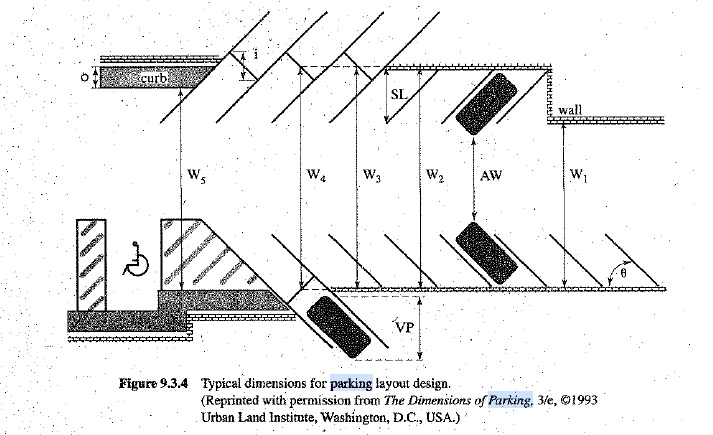 i
o
curb
SL
wall
W5
W4
W3
W2
AW
W1
θ
VP
Figure 9.3.4 Typical dimensions for parking layout design.
(Reprinted with permission from The Dimensions of Parking, 3/e, ©1993
Urban Land Institute, Washington, D.C., USA.)